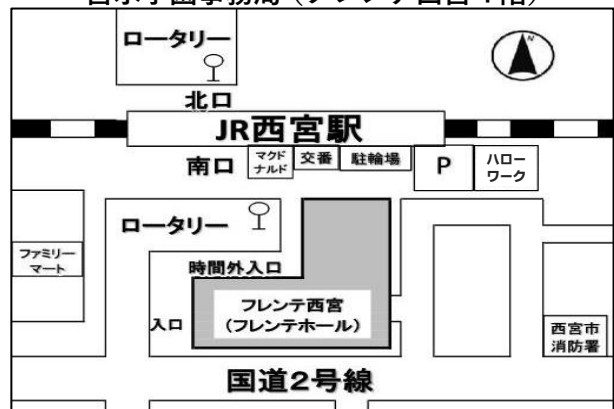 ロータリー
N
北口
JR西宮駅
南口
マクド
ナルド
交番
駐輪場
P
ハロー
ワーク
ロータリー
ファミリー
マート
時間外入口
フレンテ西宮
(フレンテホール)
入口
西宮市
消防署
国道2号線